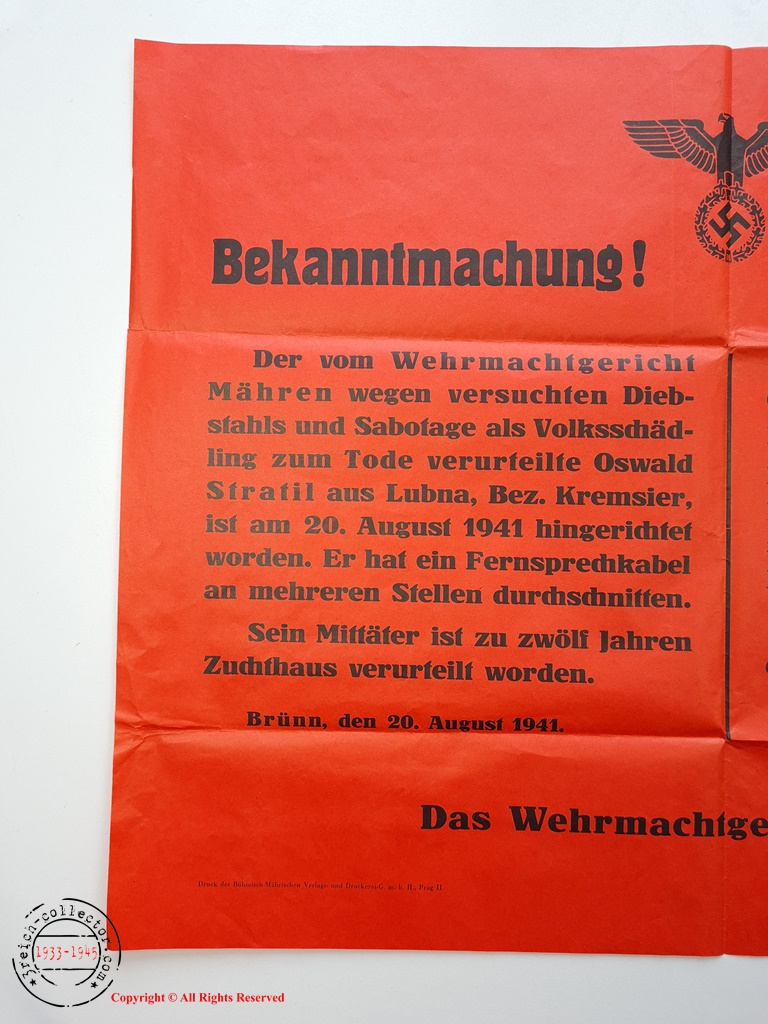 Bekanntmachung!
Der vom Wehrmachtgericht
Mähren wegen versuchten Dieb-
stahls und Sabotage als Volksschäd-
ling zum Tode verurteilte Oswald
Stratil aus Lubna, Bez. Kremsier,
ist am 20. August 1941 hingerichtet
worden. Er hat ein Fernsprechkabel
an mehreren Stellen durchschnitten.
Sein Mittäter ist zu zwölf Jahren
Zuchthaus verurteilt worden.
Brünn, den 20. August 1941.
Das Wehrmachtge
Druck der Böhmisch-Mährischen Verlags- und Druckerei-G. m. b. H., Prag II.
3reich-collector.com
1933-1945
Copyright © All Rights Reserved